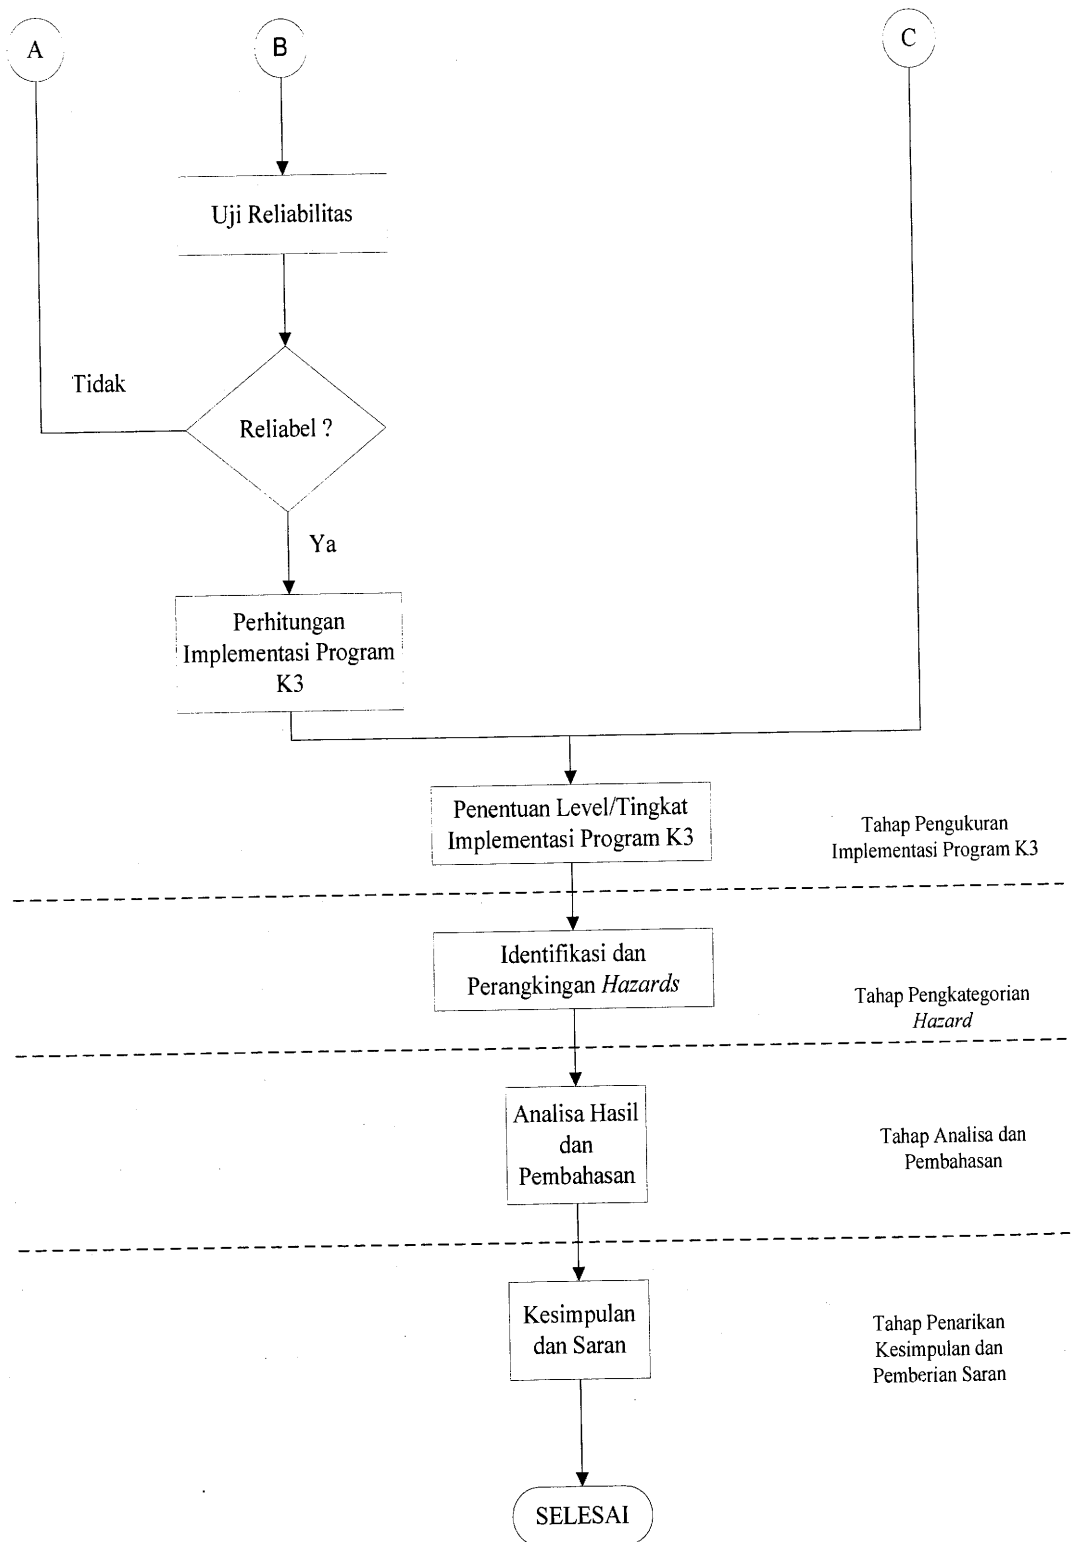 A
B
C
Uji Reliabilitas
Tidak
Reliabel ?
Ya
Perhitungan
Implementasi Program
K3
Penentuan Level/Tingkat
Implementasi Program K3
Tahap Pengukuran
Implementasi Program K3
Identifikasi dan
Perangkingan Hazards
Tahap Pengkategorian
Hazard
Analisa Hasil
dan
Pembahasan
Tahap Analisa dan
Pembahasan
Kesimpulan
dan Saran
Tahap Penarikan
Kesimpulan dan
Pemberian Saran
SELESAI